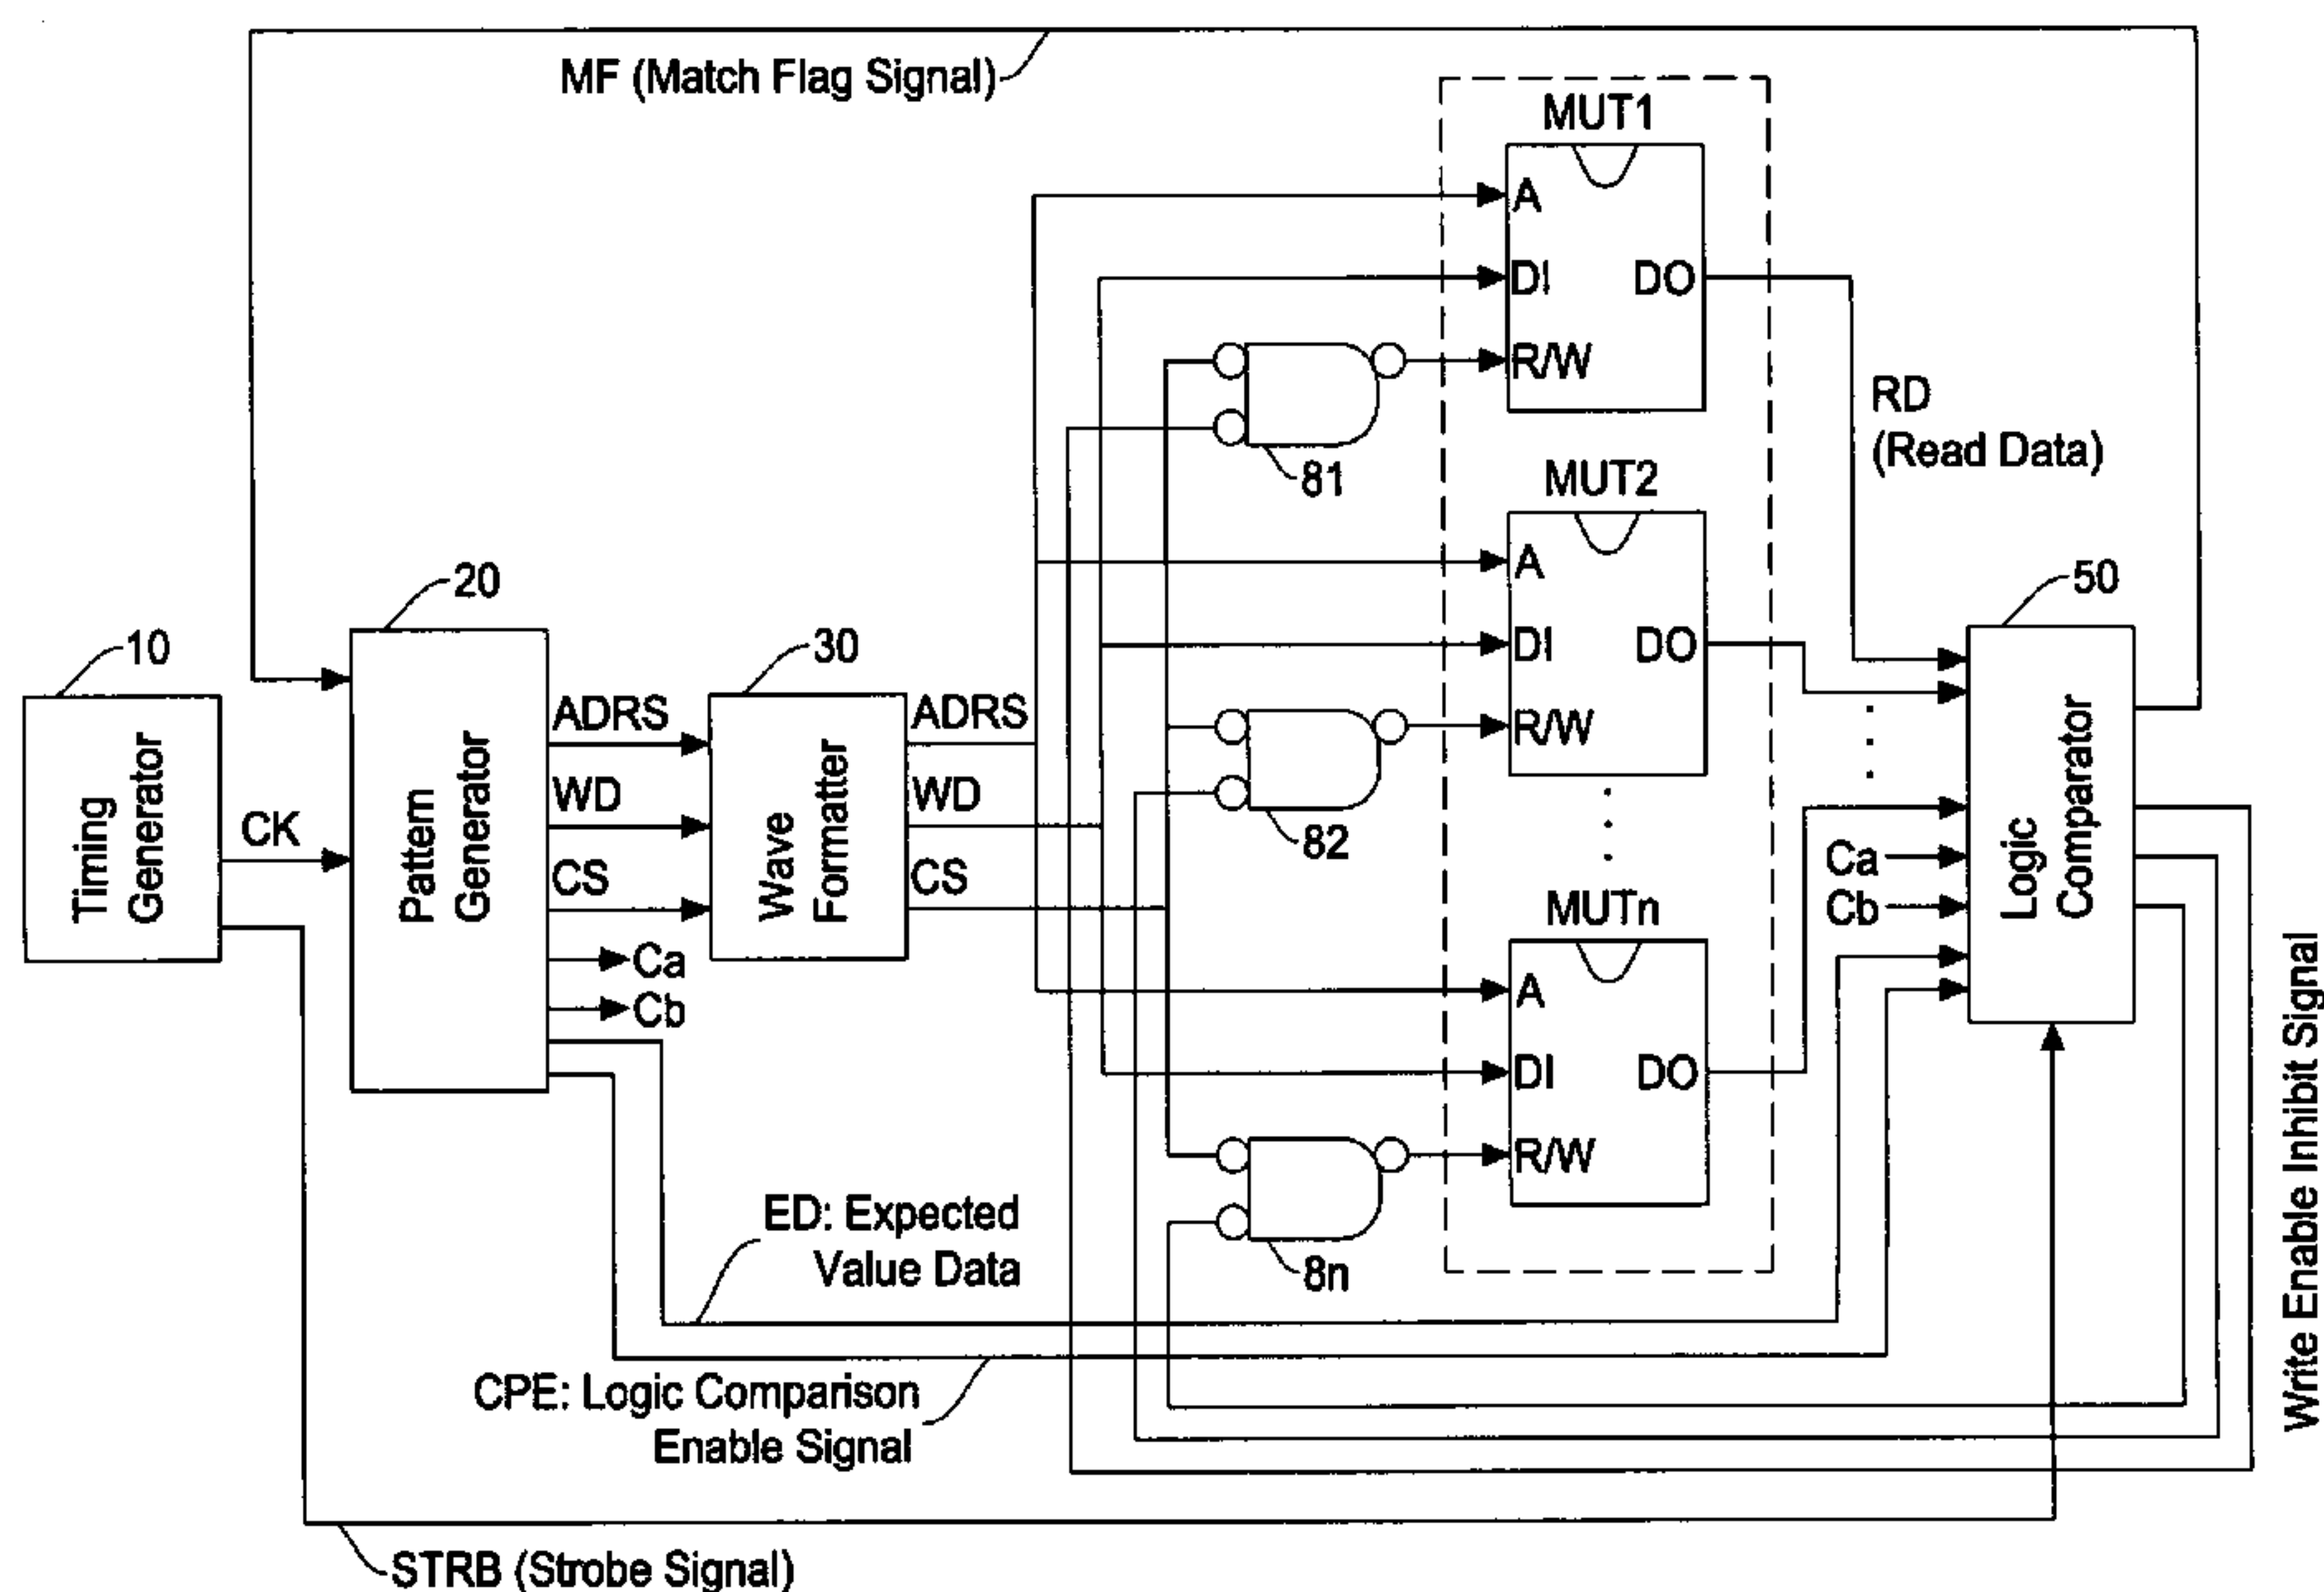 MF (Match Flag Signal)
MUT1
A
DI
DO
R/W
81
RD
(Read Data)
MUT2
A
DI
DO
R/W
82
MUTn
A
DI
DO
R/W
8n
10
Timing
Generator
CK
20
Pattern
Generator
ADRS
WD
CS
Ca
Cb
30
Wave
Formatter
ADRS
WD
CS
50
Logic
Comparator
Ca
Cb
Write Enable Inhibit Signal
ED: Expected
Value Data
CPE: Logic Comparison
Enable Signal
STRB (Strobe Signal)